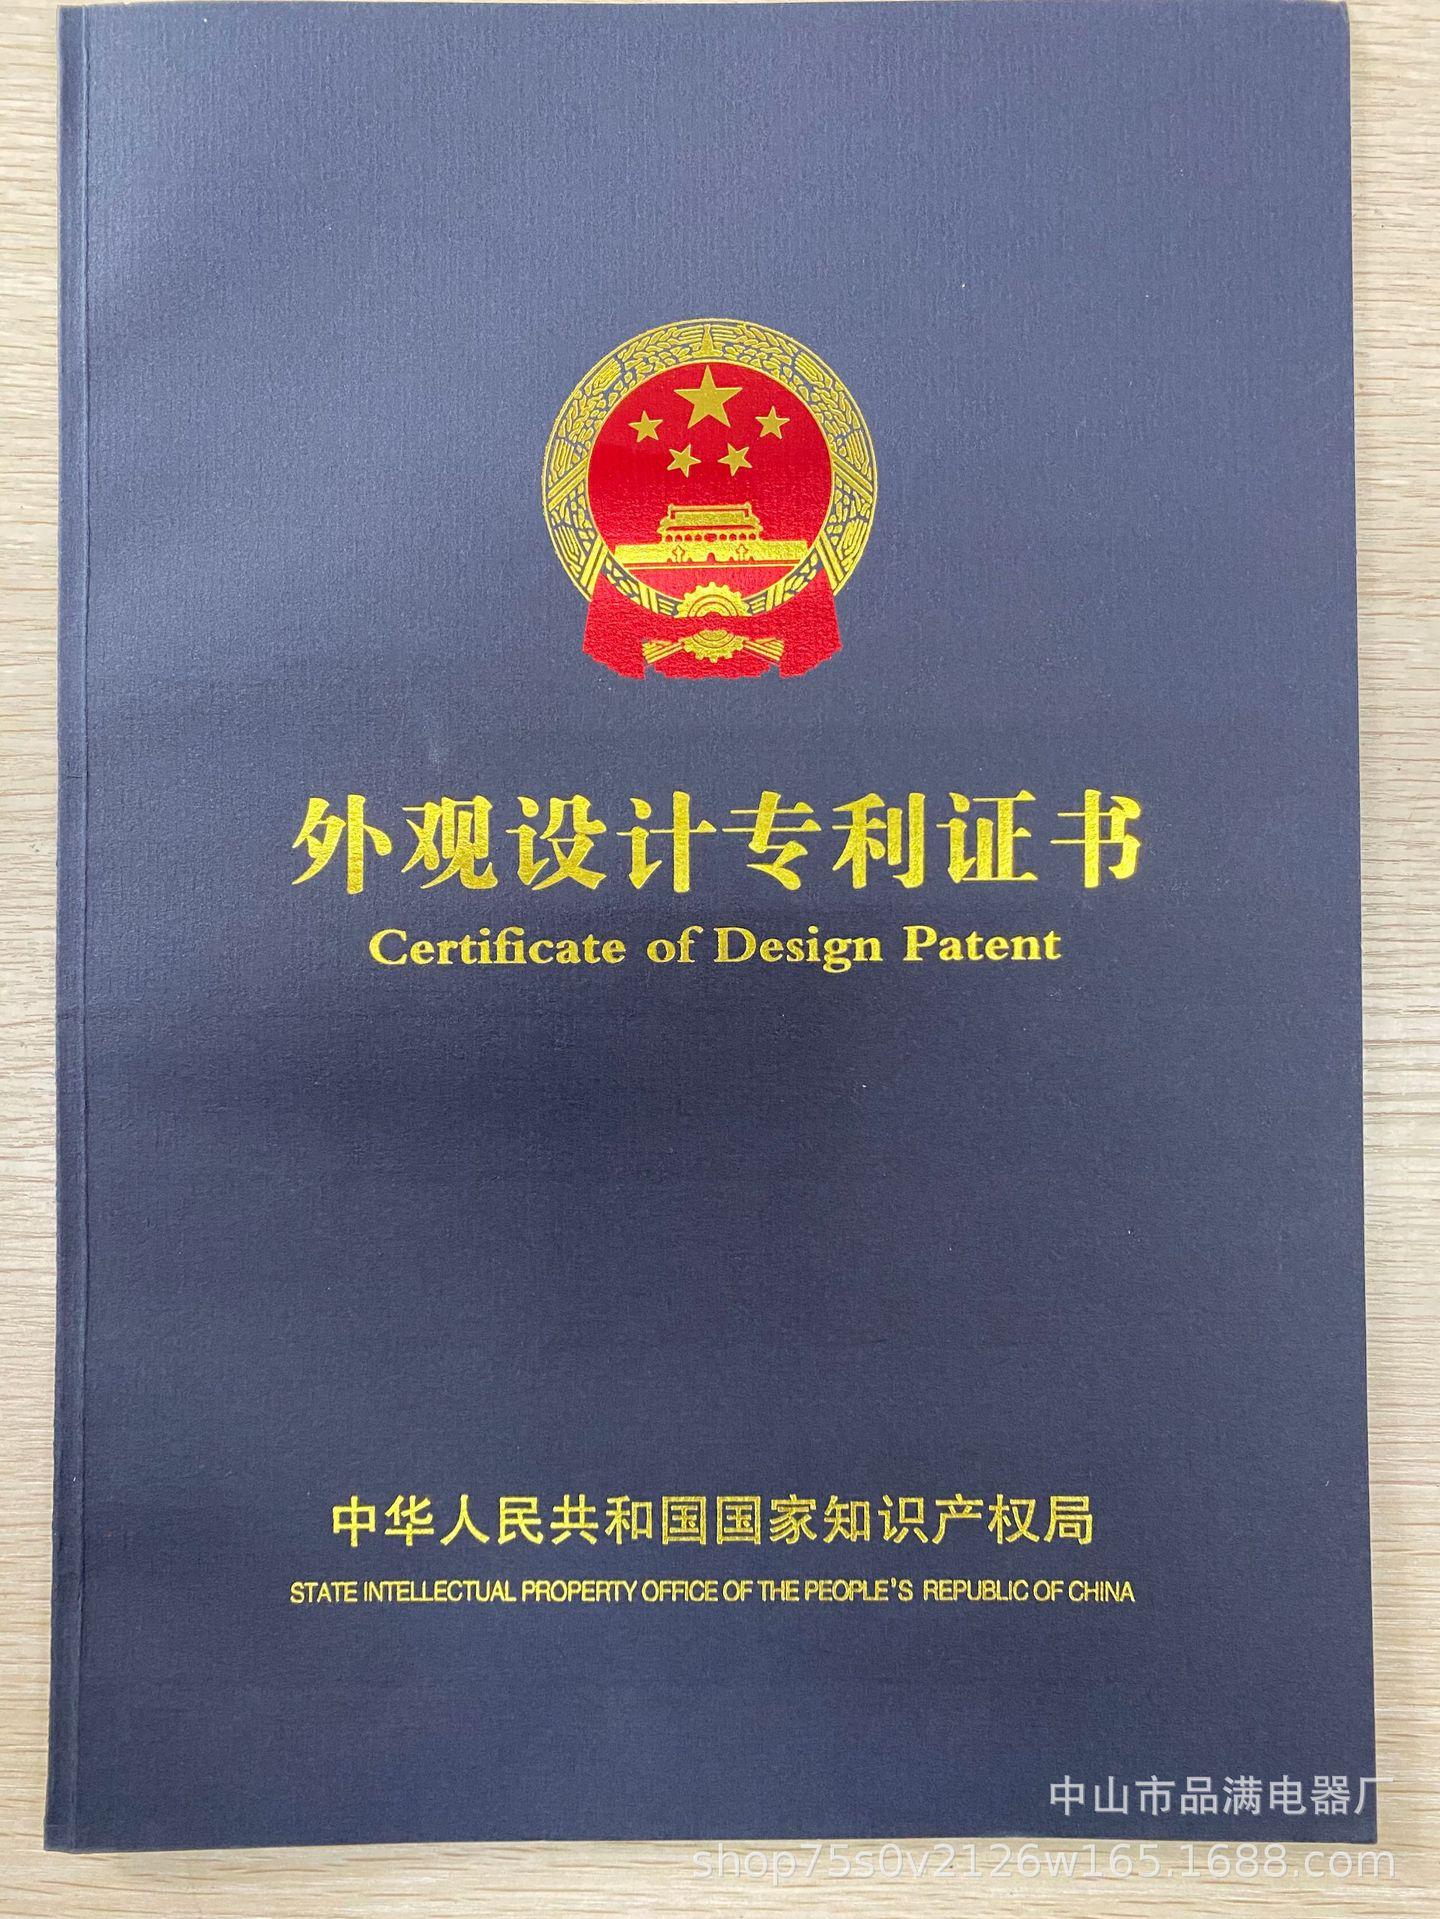 外观设计专利证书
Certificate of Design Patent
中华人民共和国国家知识产权局
STATE INTELLECTUAL PROPERTY OFFICE OF THE PEOPLE'S REPUBLIC OF CHINA
中山市品满电器厂
shop75s0v2126w165.1688.com